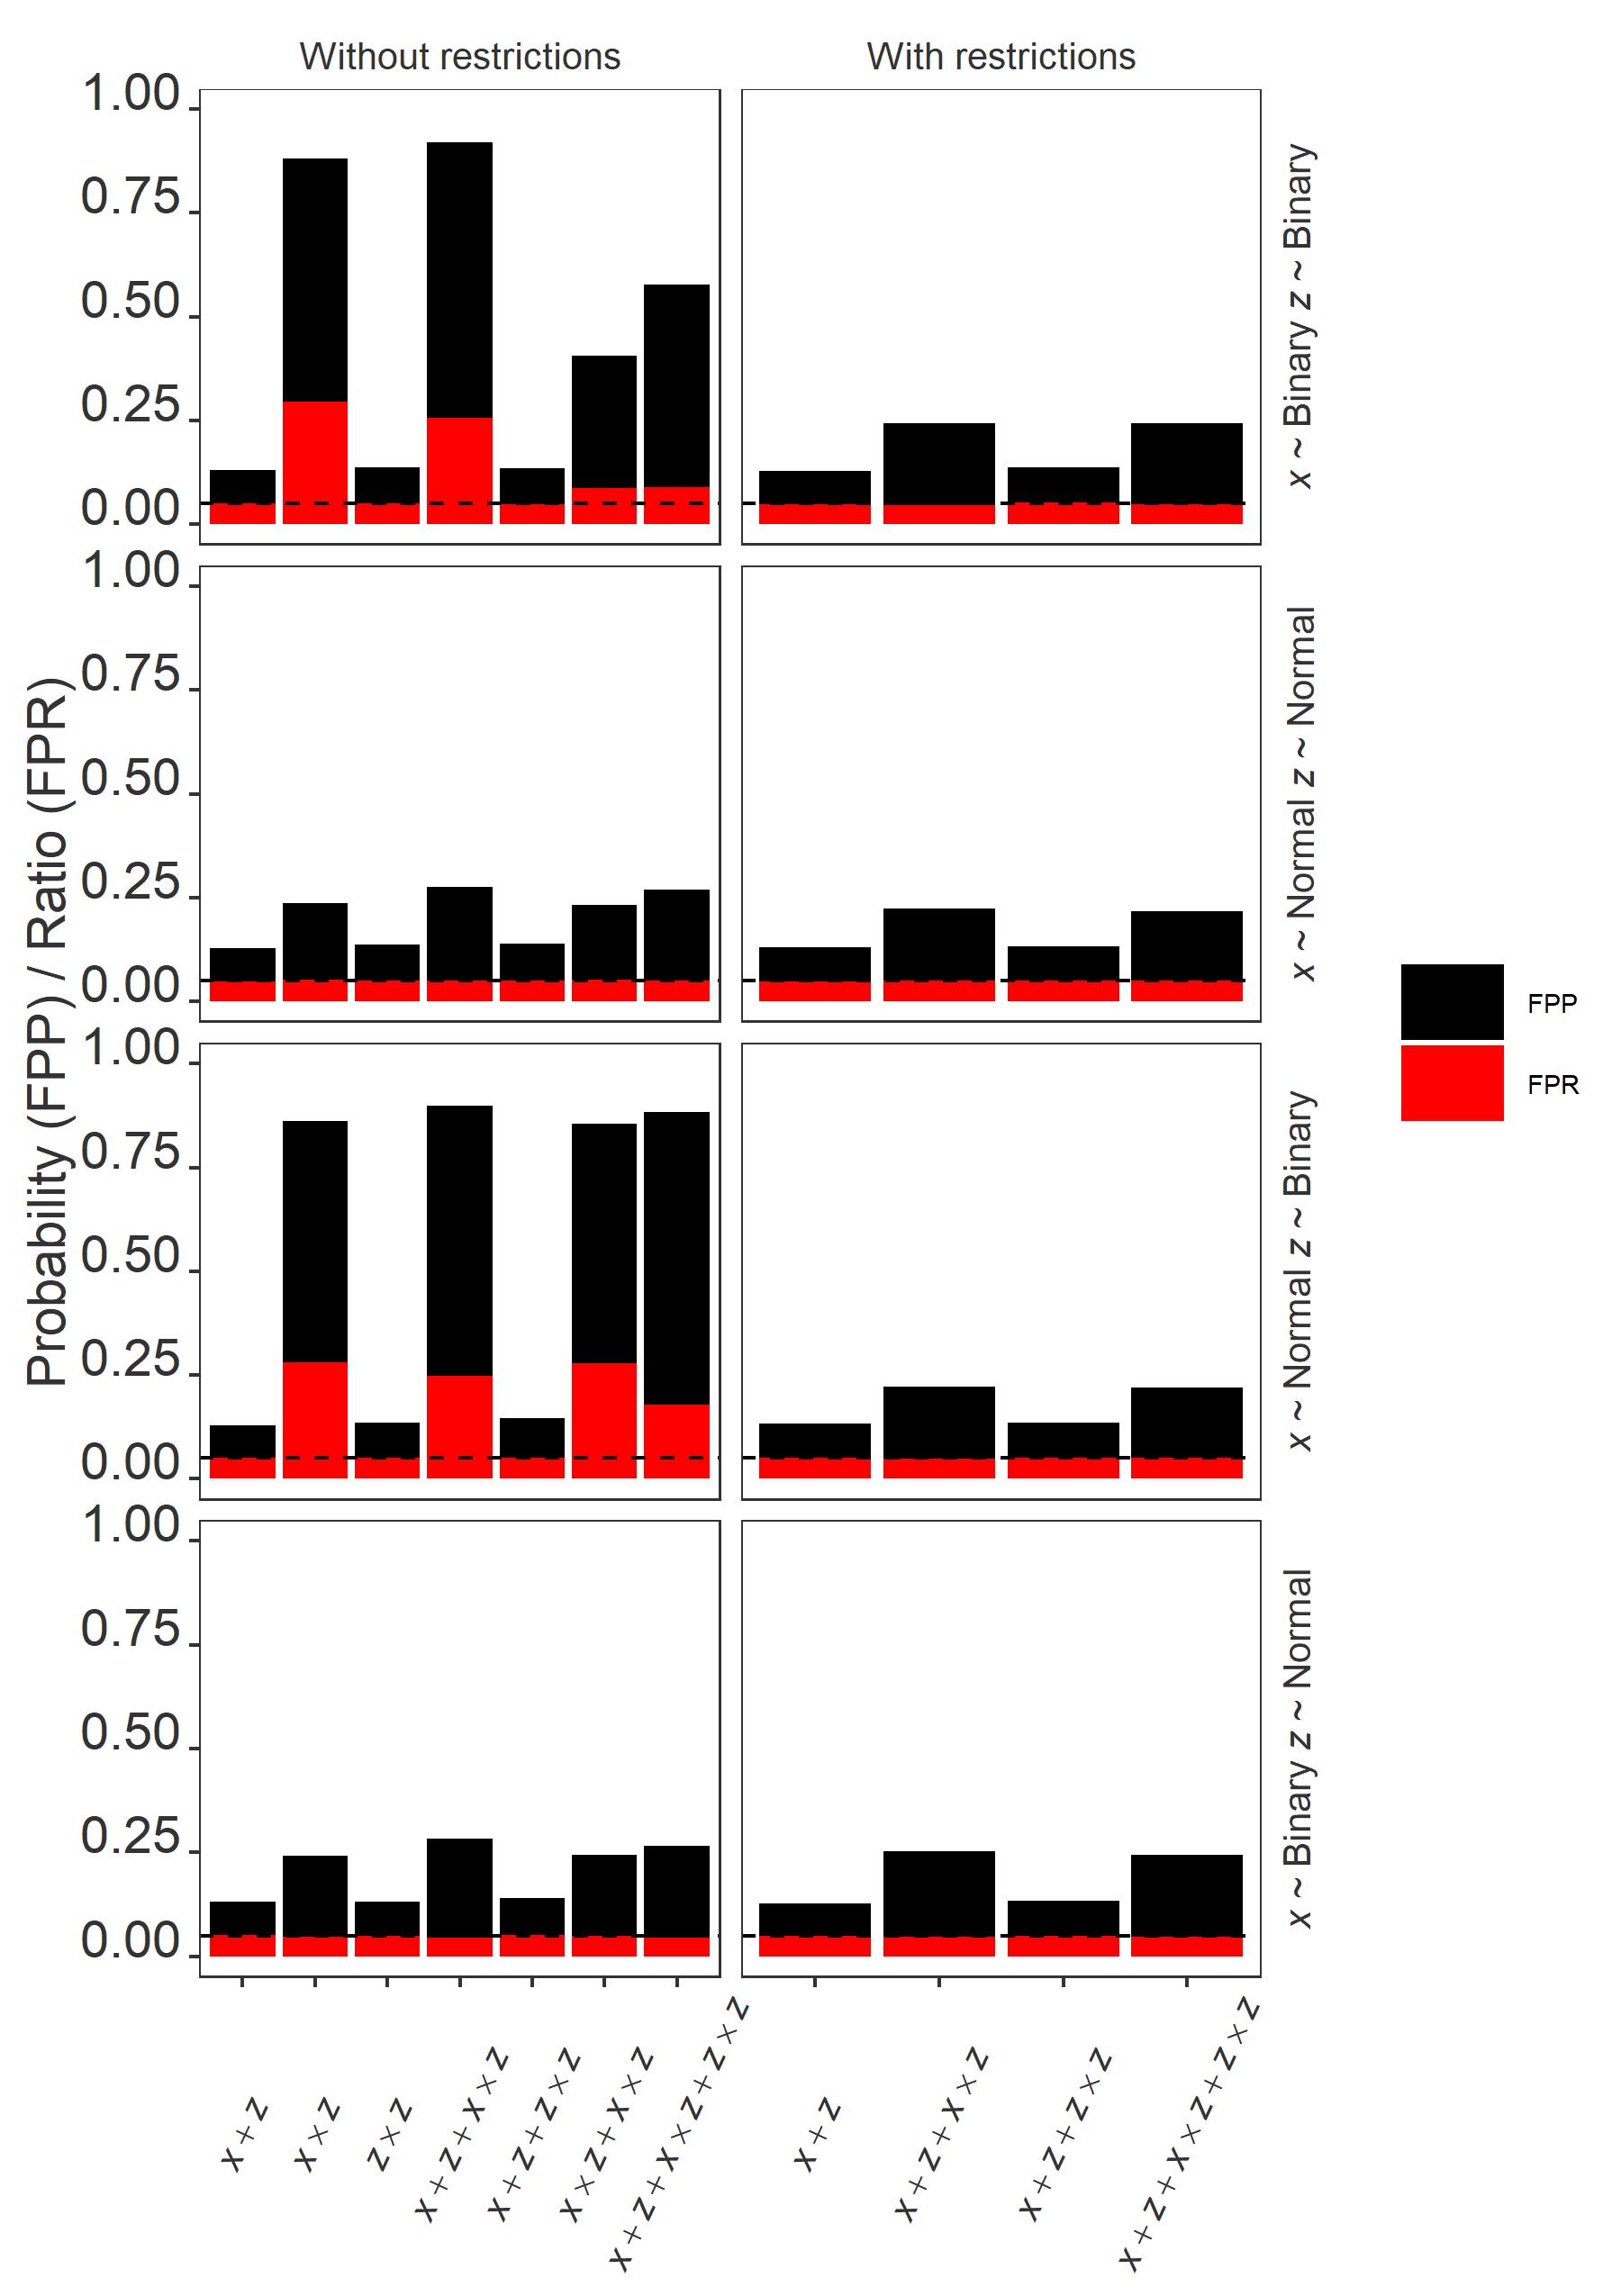 Without restrictions
With restrictions
Probability (FPP) / Ratio (FPR)
1.00
0.75
0.50
0.25
0.00
x ~ Binary z ~ Binary
1.00
0.75
0.50
0.25
0.00
x ~ Normal z ~ Normal
1.00
0.75
0.50
0.25
0.00
x ~ Normal z ~ Binary
1.00
0.75
0.50
0.25
0.00
x ~ Binary z ~ Normal
FPP
FPR
x + z
x × z
z × z
x + z + x × z
x + z × z
x × z + x × z
x + z + x × z + z × z
x + z
x + z + x × z
x + z × z
x + z + x × z + z × z